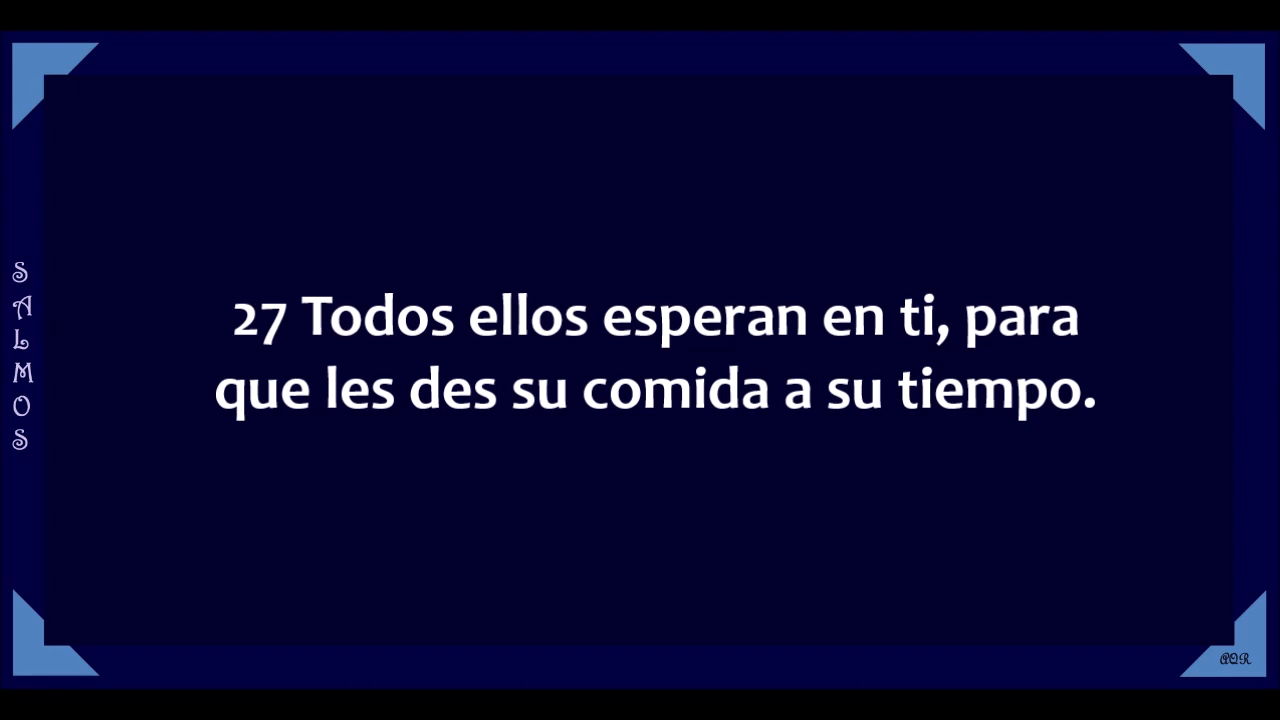 SALMOS
27 Todos ellos esperan en ti, para
que les des su comida a su tiempo.